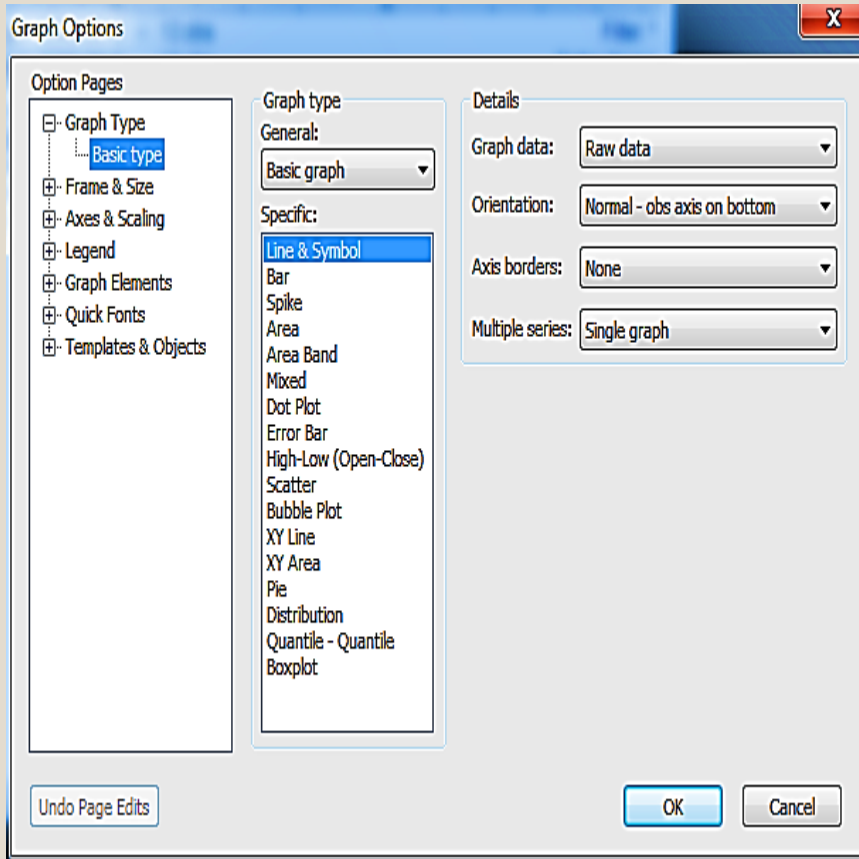 Graph Options
X
Option Pages
Graph Type
Basic type
Frame & Size
Axes & Scaling
Legend
Graph Elements
Quick Fonts
Templates & Objects
Graph type
General:
Basic graph
Specific:
Line & Symbol
Bar
Spike
Area
Area Band
Mixed
Dot Plot
Error Bar
High-Low (Open-Close)
Scatter
Bubble Plot
XY Line
XY Area
Pie
Distribution
Quantile - Quantile
Boxplot
Details
Graph data: Raw data
Orientation: Normal - obs axis on bottom
Axis borders: None
Multiple series: Single graph
Undo Page Edits
OK
Cancel